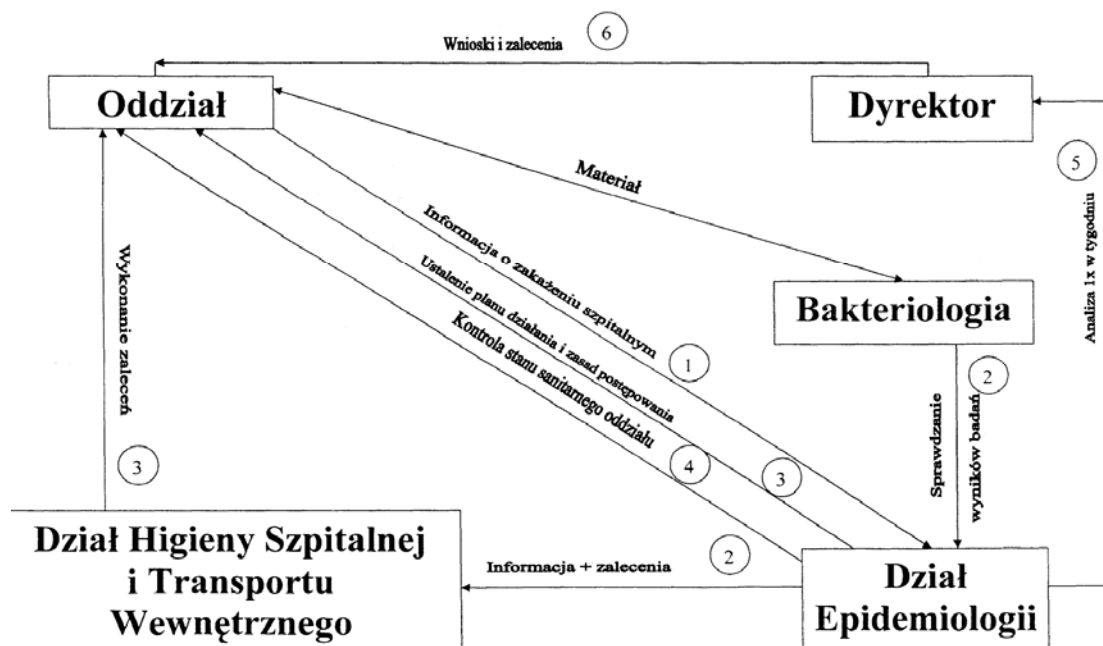 6
Wnioski i zalecenia
Oddział
Dyrektor
5
Materiał
Informacja o zakażeniu szpitalnym
Ustalenie planu działania i zasad postępowania
Kontrola stanu sanitarnego oddziału
Wykonanie zaleceń
Analiza 1x w tygodniu
Bakteriologia
1
2
Sprawdzanie
wyników badań
3
4
3
Dział Higieny Szpitalnej
i Transportu
Wewnętrznego
2
Informacja + zalecenia
Dział
Epidemiologii